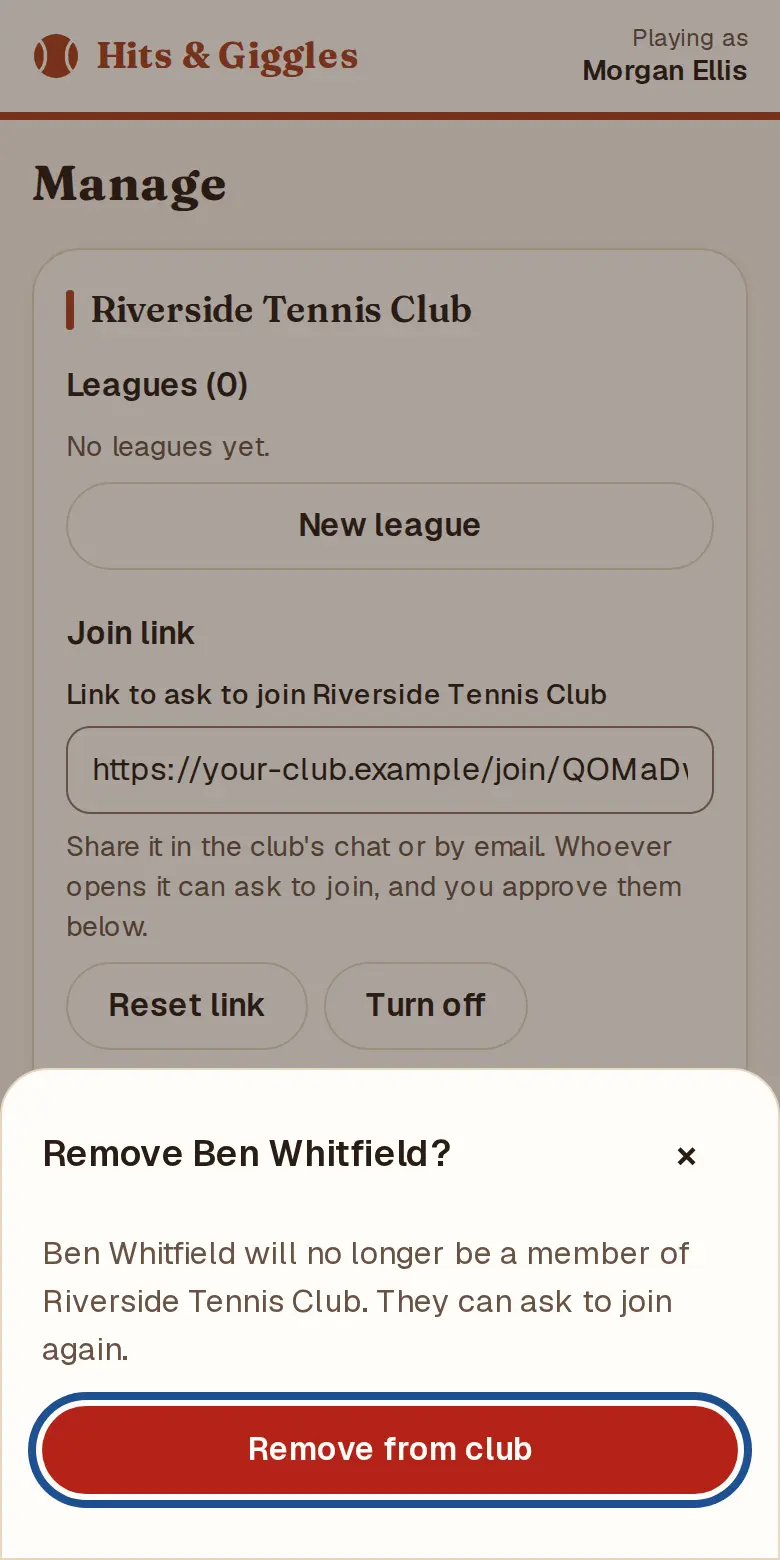 Hits & Giggles
Playing as
Morgan Ellis
Manage
Riverside Tennis Club
Leagues (0)
No leagues yet.
New league
Join link
Link to ask to join Riverside Tennis Club
https://your-club.example/join/QOMaDv
Share it in the club's chat or by email. Whoever
opens it can ask to join, and you approve them
below.
Reset link
Turn off
Remove Ben Whitfield?
×
Ben Whitfield will no longer be a member of
Riverside Tennis Club. They can ask to join
again.
Remove from club